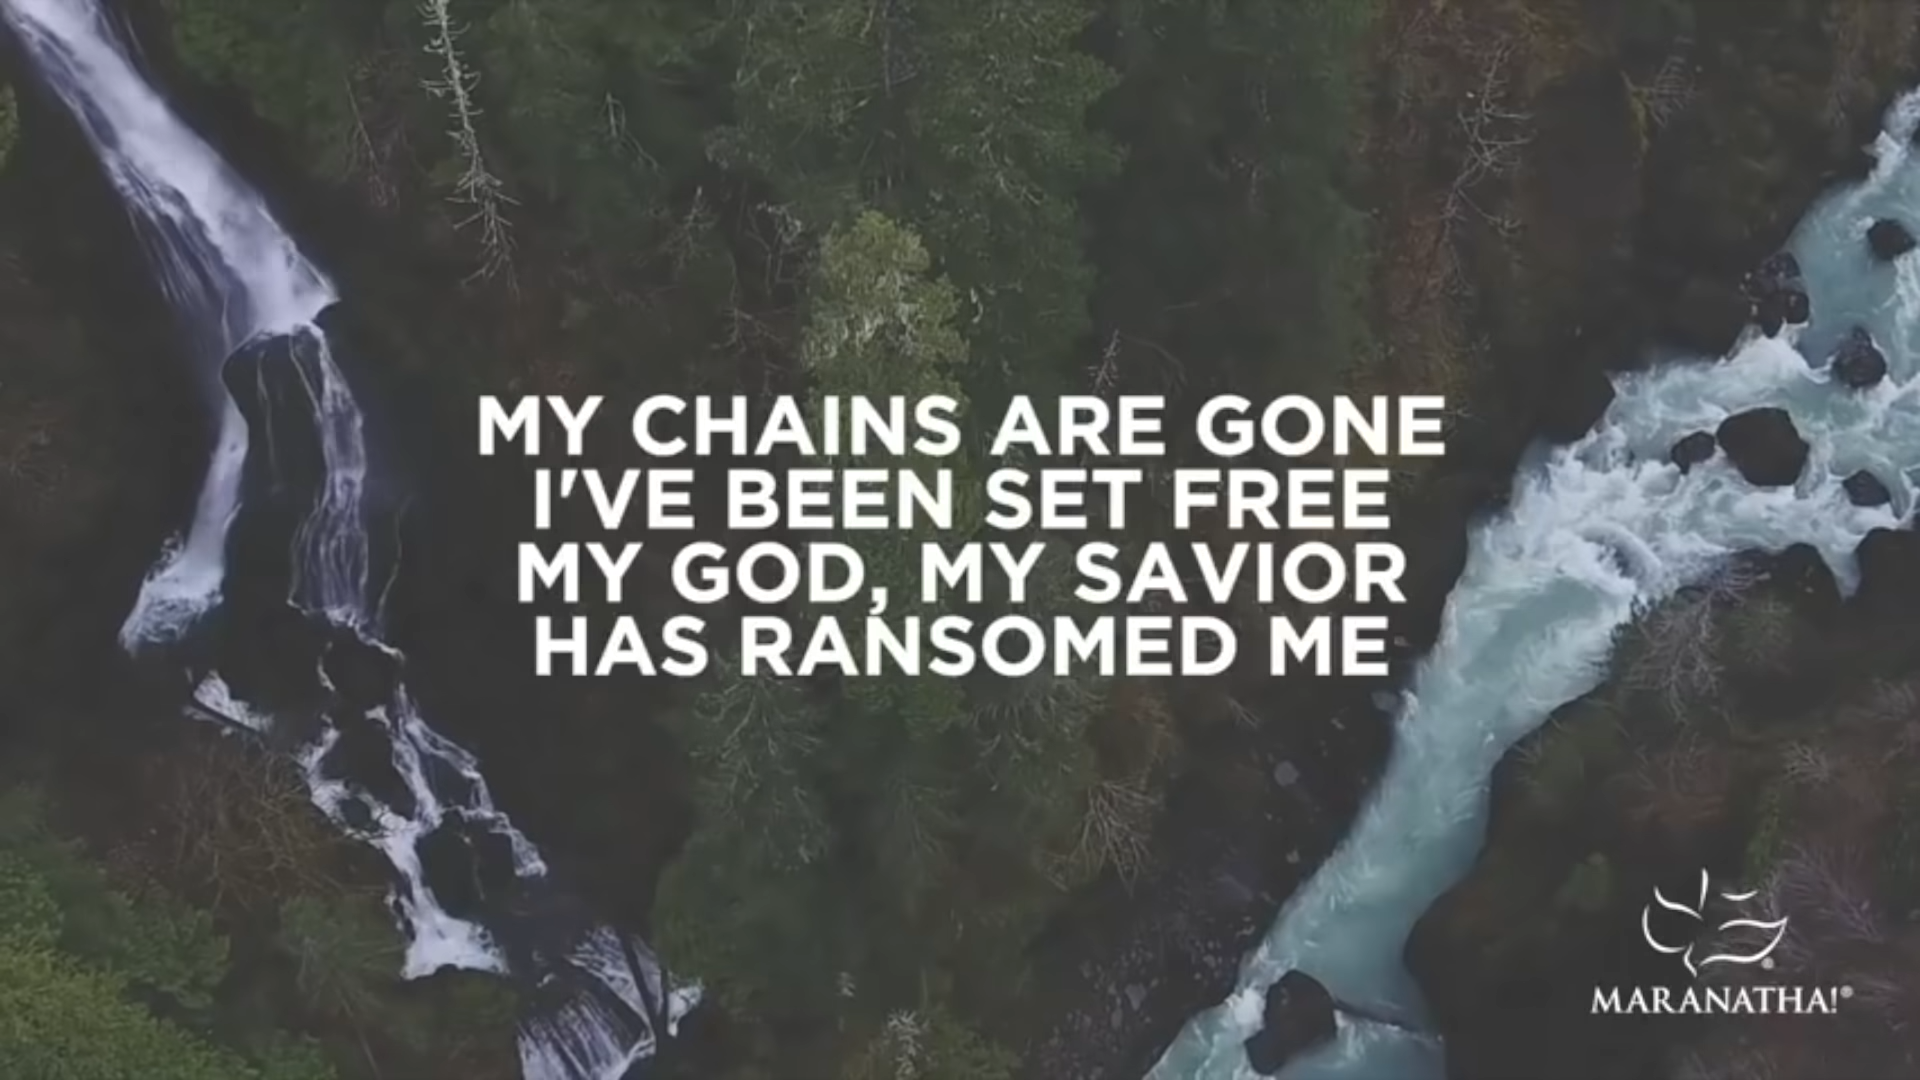 MY CHAINS ARE GONE
I'VE BEEN SET FREE
MY GOD, MY SAVIOR
HAS RANSOMED ME
MARANATHA!®